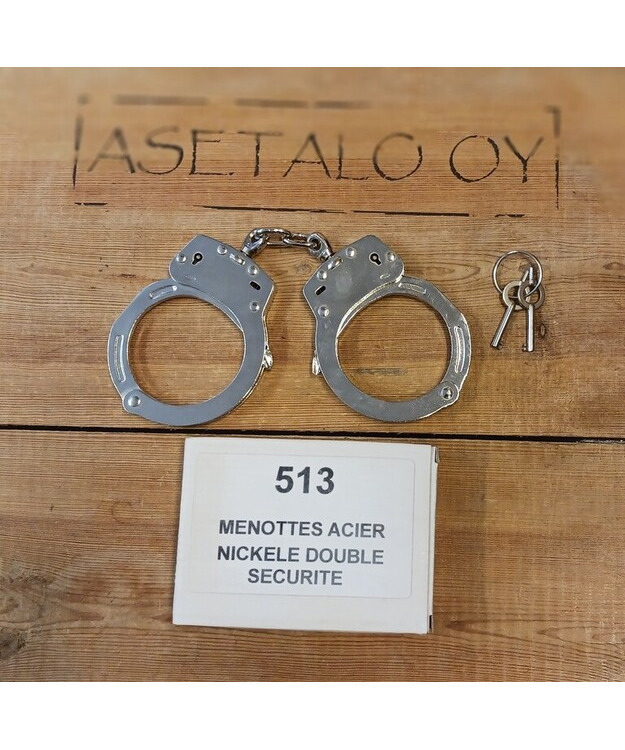 ASETALO OY
513
MENOTTES ACIER
NICKELE DOUBLE
SECURITE